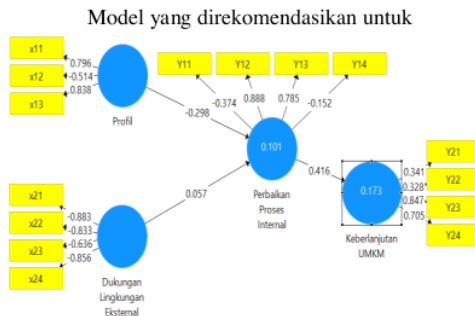 Model yang direkomendasikan untuk
x11
x12
x13
0.796
-0.514
0.838
Profil
Y11
Y12
Y13
Y14
-0.374
0.888
0.785
-0.152
-0.298
0.101
Perbaikan
Proses
Internal
0.057
0.416
x21
x22
x23
x24
-0.883
-0.833
-0.636
-0.856
Dukungan
Lingkungan
Eksternal
0.173
Keberlanjutan
UMKM
0.341
0.328
0.847
0.705
Y21
Y22
Y23
Y24